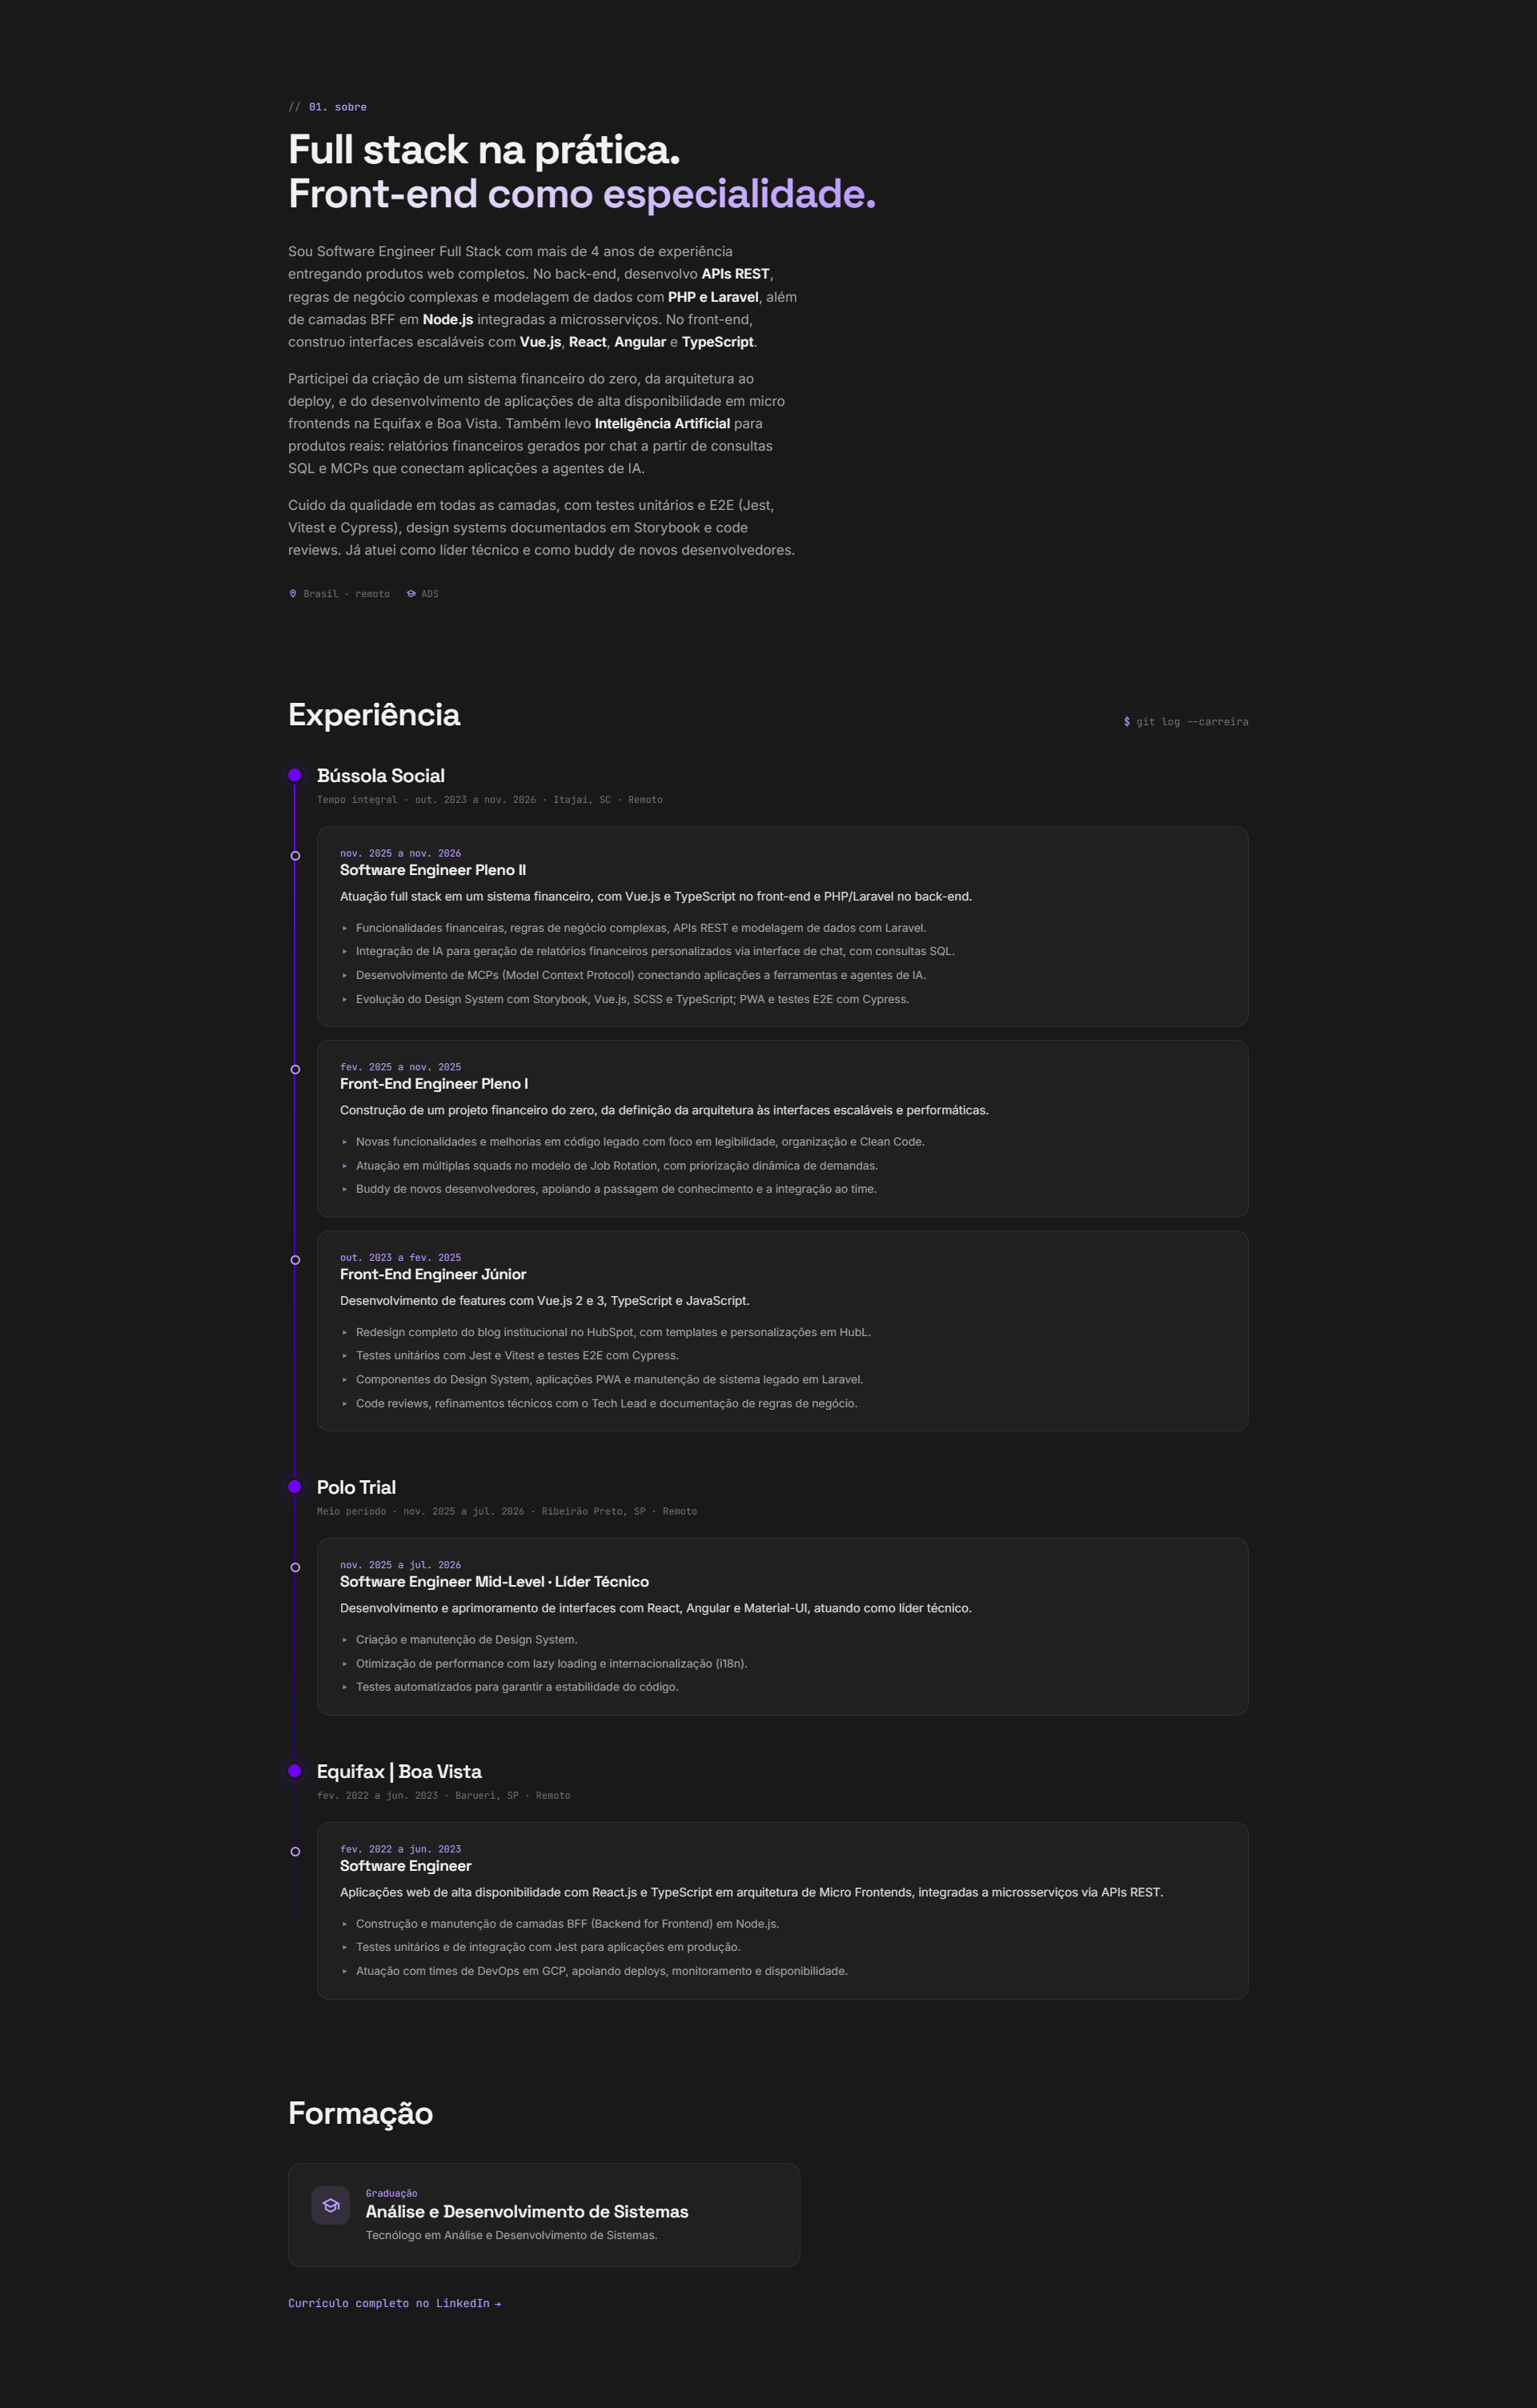 // 01. sobre
Full stack na prática.
Front-end como especialidade.
Sou Software Engineer Full Stack com mais de 4 anos de experiência
entregando produtos web completos. No back-end, desenvolvo APIs REST,
regras de negócio complexas e modelagem de dados com PHP e Laravel, além
de camadas BFF em Node.js integradas a microsserviços. No front-end,
construo interfaces escaláveis com Vue.js, React, Angular e TypeScript.
Participei da criação de um sistema financeiro do zero, da arquitetura ao
deploy, e do desenvolvimento de aplicações de alta disponibilidade em micro
frontends na Equifax e Boa Vista. Também levo Inteligência Artificial para
produtos reais: relatórios financeiros gerados por chat a partir de consultas
SQL e MCPs que conectam aplicações a agentes de IA.
Cuido da qualidade em todas as camadas, com testes unitários e E2E (Jest,
Vitest e Cypress), design systems documentados em Storybook e code
reviews. Já atuei como líder técnico e como buddy de novos desenvolvedores.
Brasil · remoto ADS
Experiência
$ git log --carreira
Bússola Social
Tempo integral · out. 2023 a nov. 2026 · Itajaí, SC · Remoto
nov. 2025 a nov. 2026
Software Engineer Pleno II
Atuação full stack em um sistema financeiro, com Vue.js e TypeScript no front-end e PHP/Laravel no back-end.
▸ Funcionalidades financeiras, regras de negócio complexas, APIs REST e modelagem de dados com Laravel.
▸ Integração de IA para geração de relatórios financeiros personalizados via interface de chat, com consultas SQL.
▸ Desenvolvimento de MCPs (Model Context Protocol) conectando aplicações a ferramentas e agentes de IA.
▸ Evolução do Design System com Storybook, Vue.js, SCSS e TypeScript; PWA e testes E2E com Cypress.
fev. 2025 a nov. 2025
Front-End Engineer Pleno I
Construção de um projeto financeiro do zero, da definição da arquitetura às interfaces escaláveis e performáticas.
▸ Novas funcionalidades e melhorias em código legado com foco em legibilidade, organização e Clean Code.
▸ Atuação em múltiplas squads no modelo de Job Rotation, com priorização dinâmica de demandas.
▸ Buddy de novos desenvolvedores, apoiando a passagem de conhecimento e a integração ao time.
out. 2023 a fev. 2025
Front-End Engineer Júnior
Desenvolvimento de features com Vue.js 2 e 3, TypeScript e JavaScript.
▸ Redesign completo do blog institucional no HubSpot, com templates e personalizações em HubL.
▸ Testes unitários com Jest e Vitest e testes E2E com Cypress.
▸ Componentes do Design System, aplicações PWA e manutenção de sistema legado em Laravel.
▸ Code reviews, refinamentos técnicos com o Tech Lead e documentação de regras de negócio.
Polo Trial
Meio período · nov. 2025 a jul. 2026 · Ribeirão Preto, SP · Remoto
nov. 2025 a jul. 2026
Software Engineer Mid-Level · Líder Técnico
Desenvolvimento e aprimoramento de interfaces com React, Angular e Material-UI, atuando como líder técnico.
▸ Criação e manutenção de Design System.
▸ Otimização de performance com lazy loading e internacionalização (i18n).
▸ Testes automatizados para garantir a estabilidade do código.
Equifax | Boa Vista
fev. 2022 a jun. 2023 · Barueri, SP · Remoto
fev. 2022 a jun. 2023
Software Engineer
Aplicações web de alta disponibilidade com React.js e TypeScript em arquitetura de Micro Frontends, integradas a microsserviços via APIs REST.
▸ Construção e manutenção de camadas BFF (Backend for Frontend) em Node.js.
▸ Testes unitários e de integração com Jest para aplicações em produção.
▸ Atuação com times de DevOps em GCP, apoiando deploys, monitoramento e disponibilidade.
Formação
Graduação
Análise e Desenvolvimento de Sistemas
Tecnólogo em Análise e Desenvolvimento de Sistemas.
Currículo completo no LinkedIn →